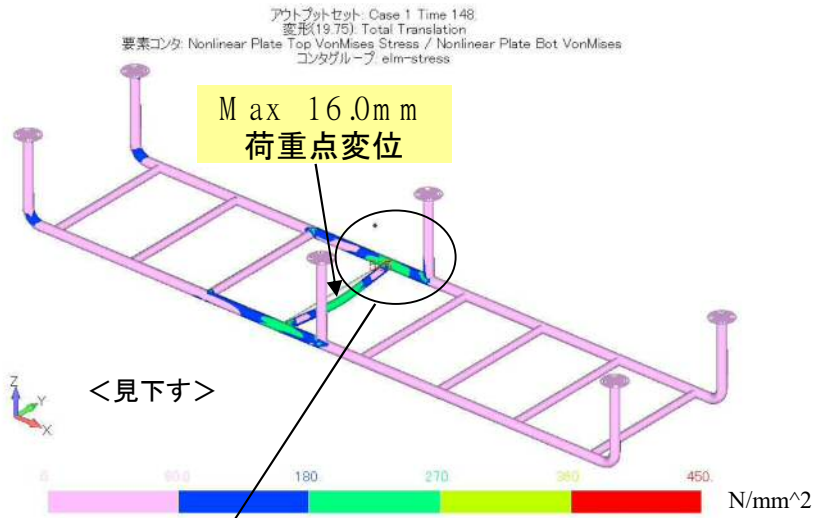 アウトプットセット: Case 1 Time 148.
変形(19.75): Total Translation
要素コンタ: Nonlinear Plate Top VonMises Stress / Nonlinear Plate Bot VonMises
コンタグループ: elm-stress
Max 16.0mm
荷重点変位
<見下す>
Z
Y
X
0. 90.0 180. 270. 360. 450.
N/mm^2